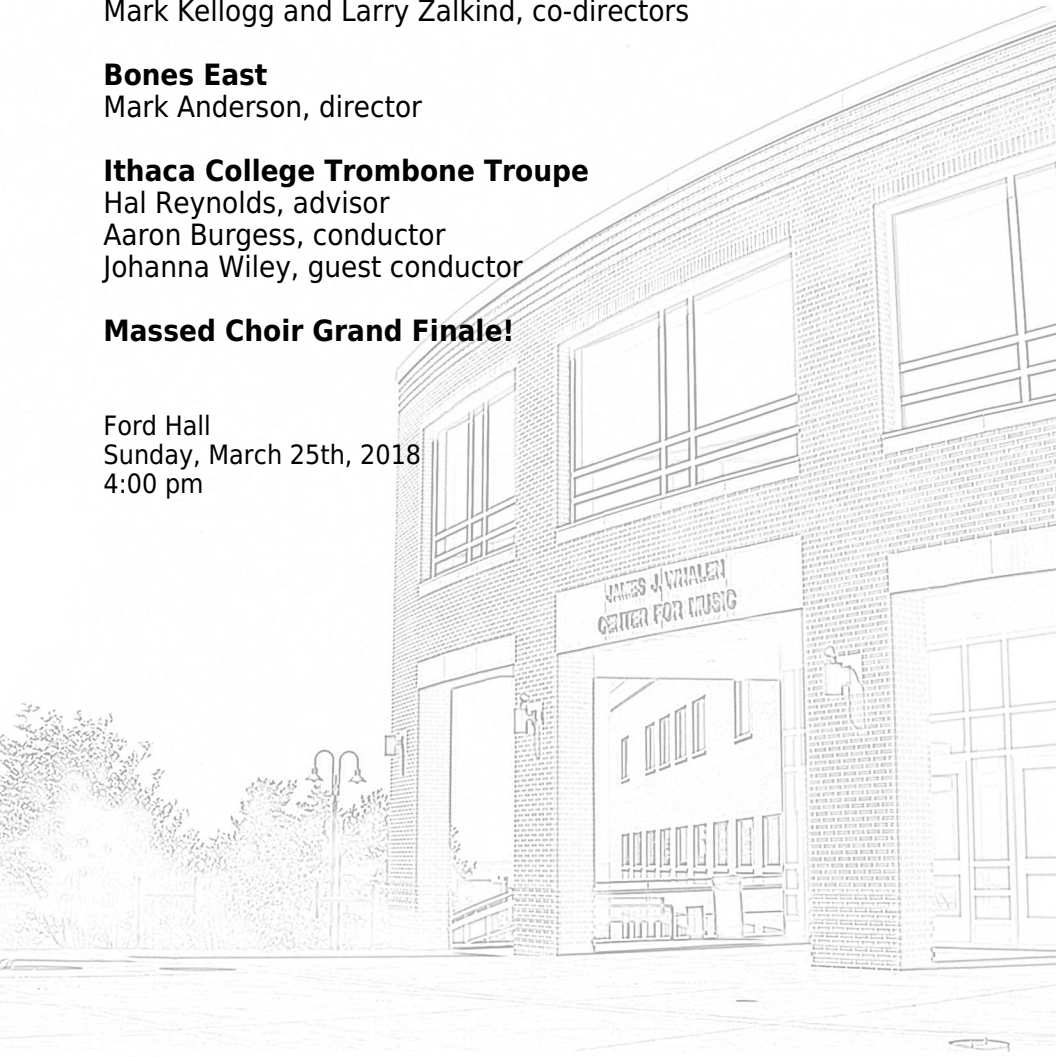 Mark Kellogg and Larry Zalkind, co-directors
Bones East
Mark Anderson, director
Ithaca College Trombone Troupe
Hal Reynolds, advisor
Aaron Burgess, conductor
Johanna Wiley, guest conductor
Massed Choir Grand Finale!
Ford Hall
Sunday, March 25th, 2018
4:00 pm
JAMES J. WHALEN
CENTER FOR MUSIC